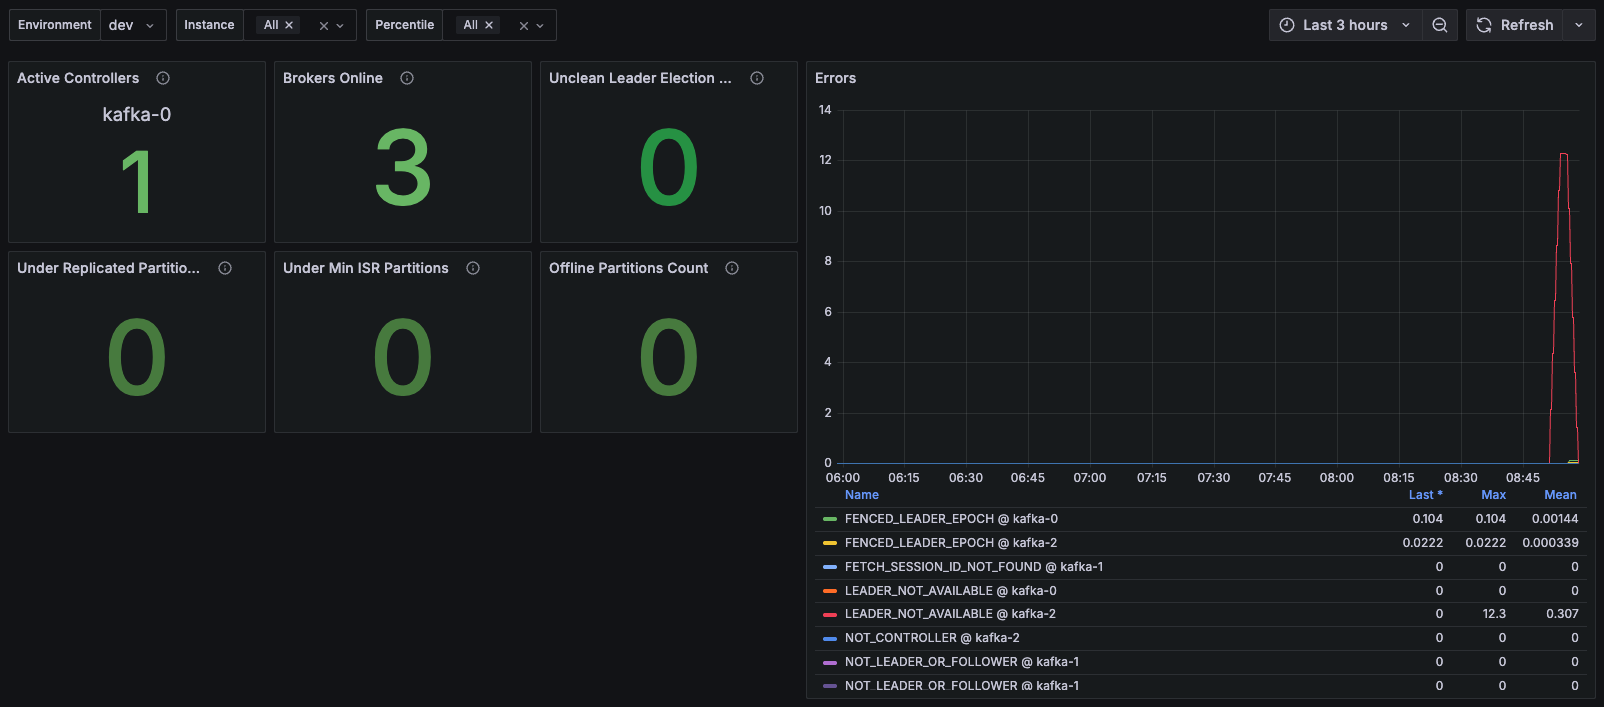 Environment dev Instance All Percentile All Last 3 hours Refresh
Active Controllers
kafka-0
1
Brokers Online
3
Unclean Leader Election ...
0
Under Replicated Partitio...
0
Under Min ISR Partitions
0
Offline Partitions Count
0
Errors
14
12
10
8
6
4
2
0
06:00 06:15 06:30 06:45 07:00 07:15 07:30 07:45 08:00 08:15 08:30 08:45
Name Last * Max Mean
FENCED_LEADER_EPOCH @ kafka-0 0.104 0.104 0.00144
FENCED_LEADER_EPOCH @ kafka-2 0.0222 0.0222 0.000339
FETCH_SESSION_ID_NOT_FOUND @ kafka-1 0 0 0
LEADER_NOT_AVAILABLE @ kafka-0 0 0 0
LEADER_NOT_AVAILABLE @ kafka-2 0 12.3 0.307
NOT_CONTROLLER @ kafka-2 0 0 0
NOT_LEADER_OR_FOLLOWER @ kafka-1 0 0 0
NOT_LEADER_OR_FOLLOWER @ kafka-1 0 0 0